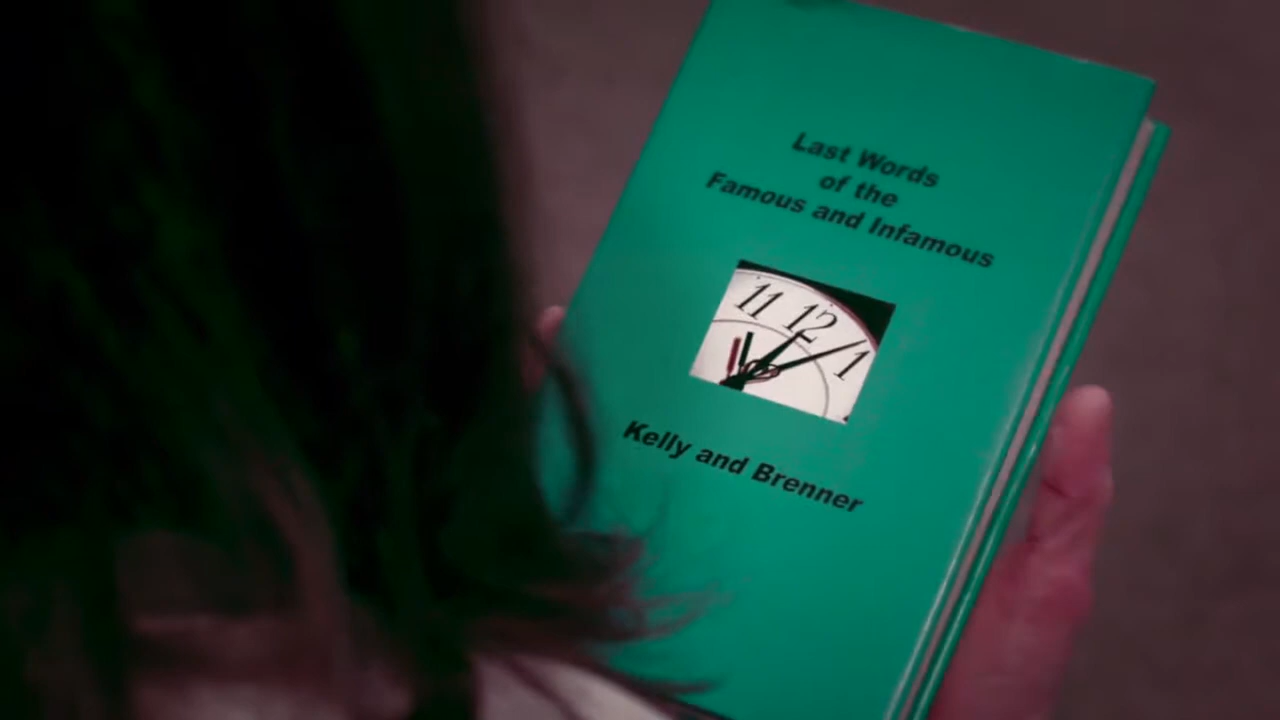 Last Words
of the
Famous and Infamous
11 12 1
Kelly and Brenner